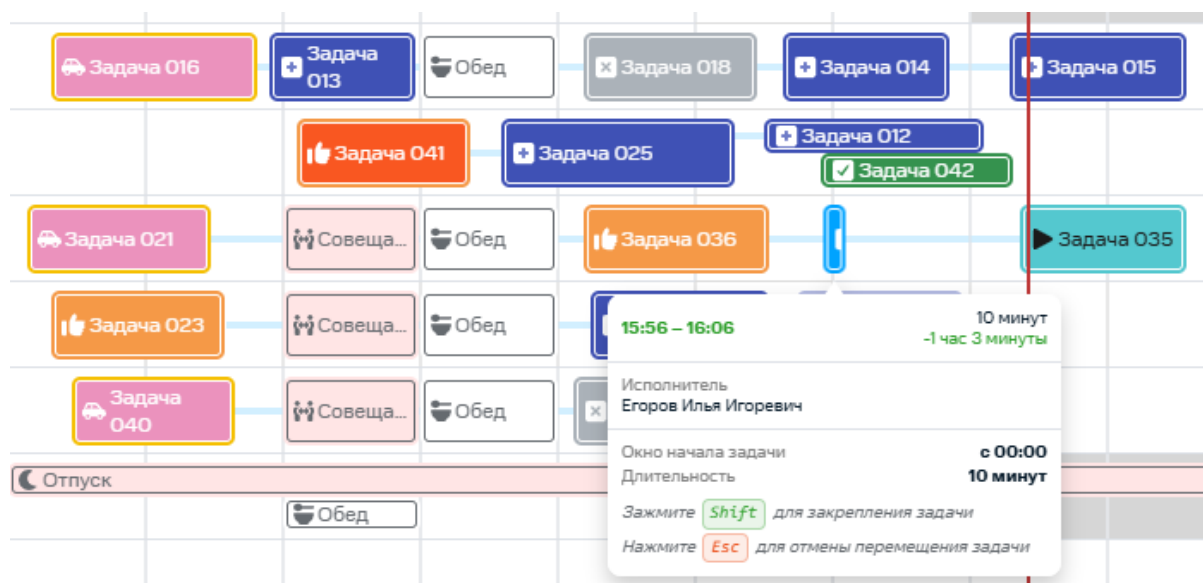 Задача 016
Задача
013
Обед
Задача 018
Задача 014
Задача 015
Задача 041
Задача 025
Задача 012
Задача 042
Задача 021
Совеща...
Обед
Задача 036
Задача 035
Задача 023
Совеща...
Обед
15:56 – 16:06
10 минут
-1 час 3 минуты
Исполнитель
Егоров Илья Игоревич
Задача
040
Совеща...
Обед
Окно начала задачи
с 00:00
Длительность
10 минут
Отпуск
Зажмите Shift для закрепления задачи
Обед
Нажмите Esc для отмены перемещения задачи